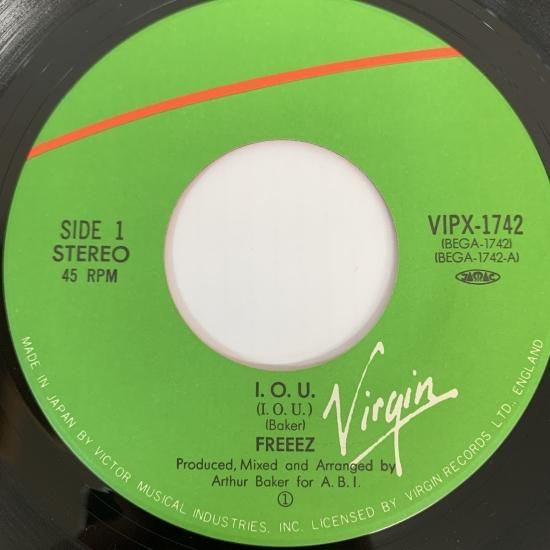 SIDE 1
STEREO
45 RPM
VIPX-1742
(BEGA-1742)
(BEGA-1742-A)
JASRAC
I. O. U.
(I. O. U.)
(Baker)
FREEEZ
Virgin
Produced, Mixed and Arranged by
Arthur Baker for A. B. I.
①
MADE IN JAPAN BY VICTOR MUSICAL INDUSTRIES, INC. LICENSED BY VIRGIN RECORDS LTD., ENGLAND